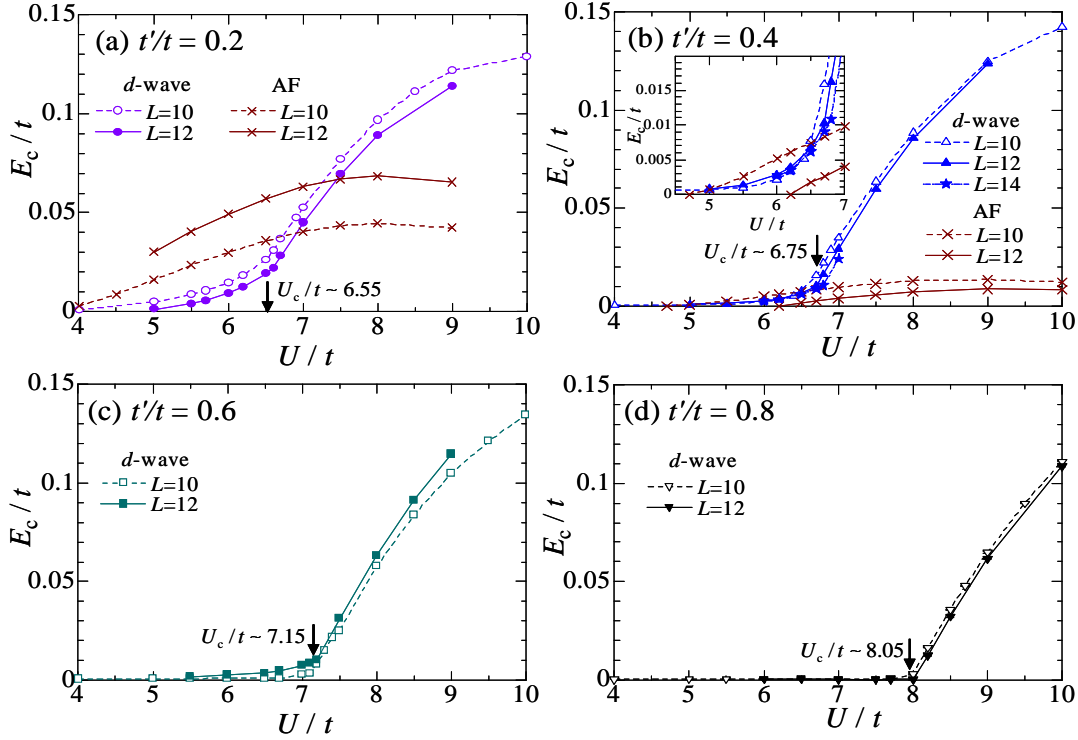 (a) t′/t = 0.2
d-wave AF
L=10 L=10
L=12 L=12
U_c / t ~ 6.55
E_c / t
0.15
0.1
0.05
0
4 5 6 7 8 9 10
U / t
(b) t′/t = 0.4
E_c / t
0.015
0.01
0.005
0
5 6 7
U / t
d-wave
L=10
L=12
L=14
AF
L=10
L=12
U_c / t ~ 6.75
E_c / t
0.15
0.1
0.05
0
4 5 6 7 8 9 10
U / t
(c) t′/t = 0.6
d-wave
L=10
L=12
U_c / t ~ 7.15
E_c / t
0.15
0.1
0.05
0
4 5 6 7 8 9 10
U / t
(d) t′/t = 0.8
d-wave
L=10
L=12
U_c / t ~ 8.05
E_c / t
0.15
0.1
0.05
0
4 5 6 7 8 9 10
U / t